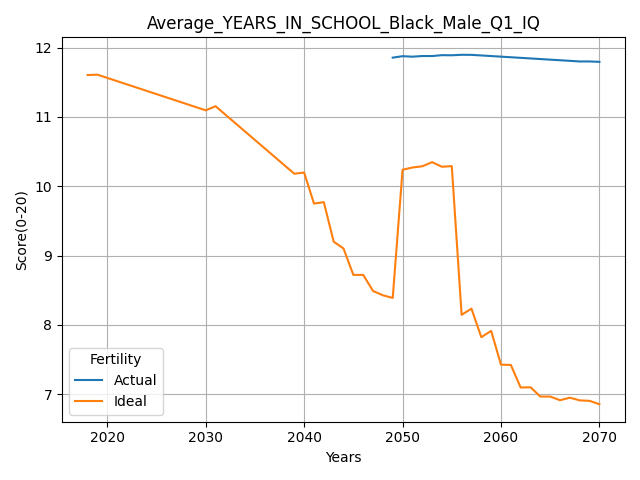 Average_YEARS_IN_SCHOOL_Black_Male_Q1_IQ
12
11
10
9
8
7
Score(0-20)
Fertility
Actual
Ideal
2020 2030 2040 2050 2060 2070
Years